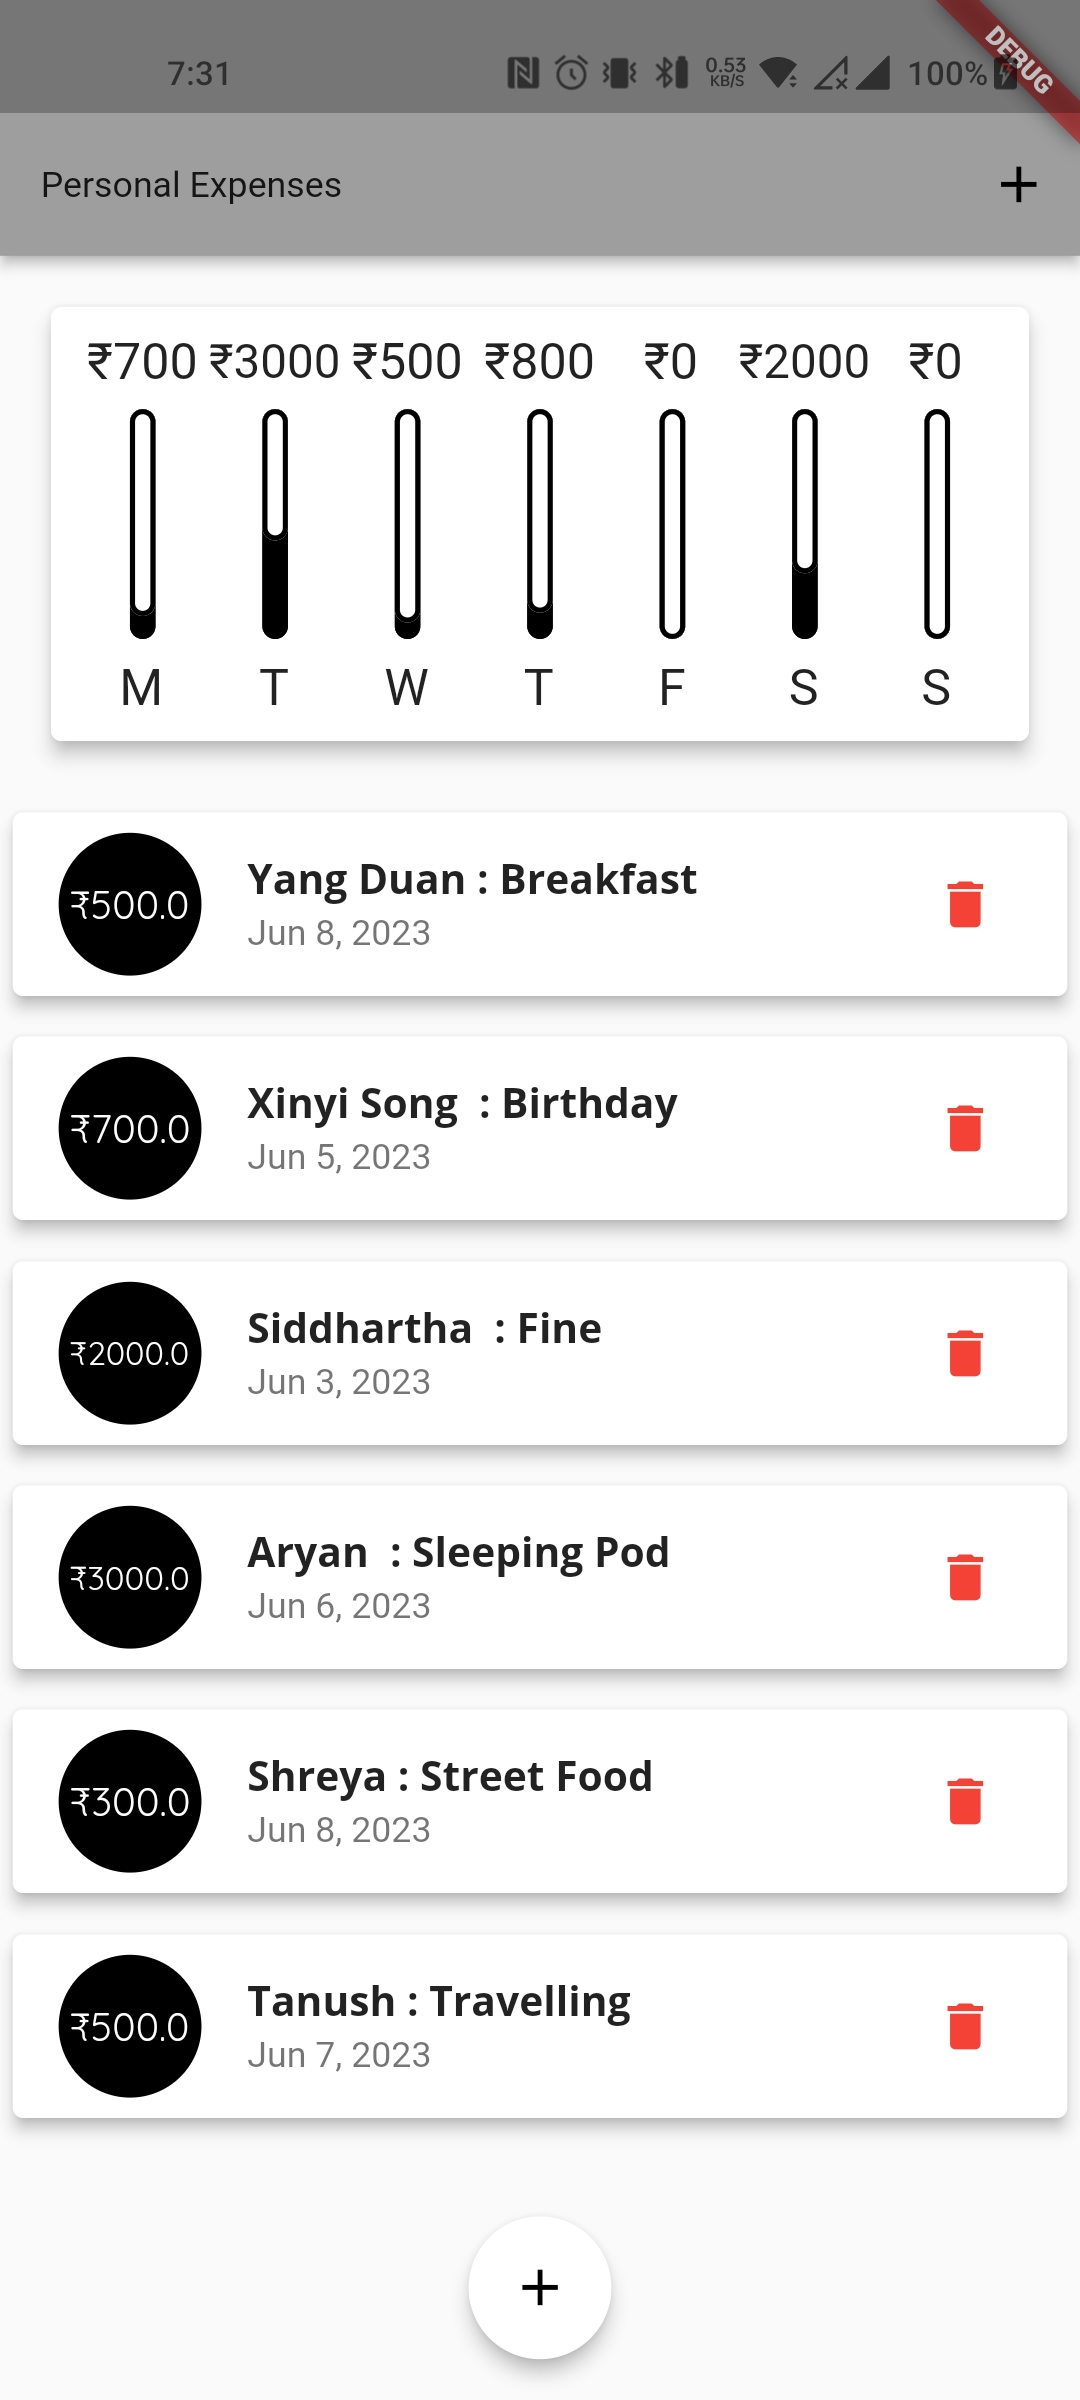 7:31 0.53 KB/S 100% DEBUG
Personal Expenses
₹700 ₹3000 ₹500 ₹800 ₹0 ₹2000 ₹0
M T W T F S S
₹500.0
Yang Duan : Breakfast
Jun 8, 2023
₹700.0
Xinyi Song  : Birthday
Jun 5, 2023
₹2000.0
Siddhartha  : Fine
Jun 3, 2023
₹3000.0
Aryan  : Sleeping Pod
Jun 6, 2023
₹300.0
Shreya : Street Food
Jun 8, 2023
₹500.0
Tanush : Travelling
Jun 7, 2023